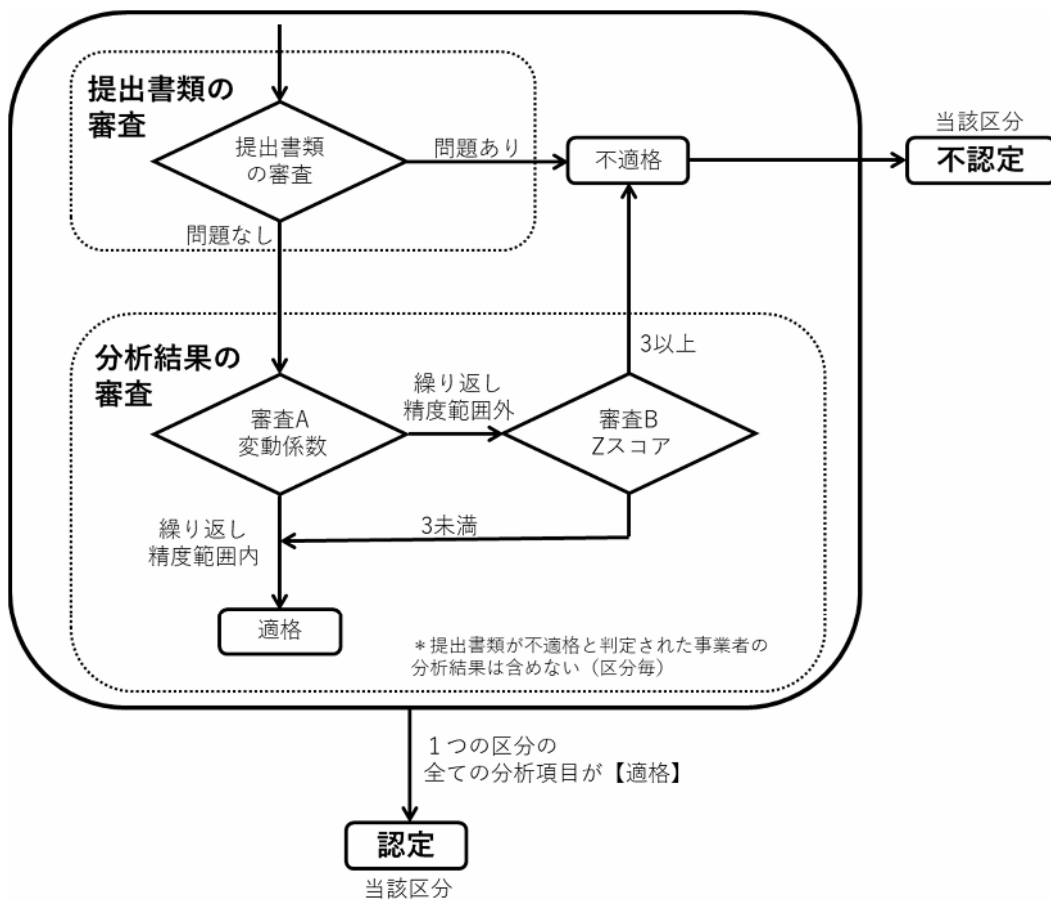 提出書類の
審査
提出書類
の審査
問題あり
不適格
当該区分
不認定
問題なし
分析結果の
審査
3以上
審査A
変動係数
繰り返し
精度範囲外
審査B
Zスコア
繰り返し
精度範囲内
3未満
適格
＊提出書類が不適格と判定された事業者の
分析結果は含めない（区分毎）
１つの区分の
全ての分析項目が【適格】
認定
当該区分